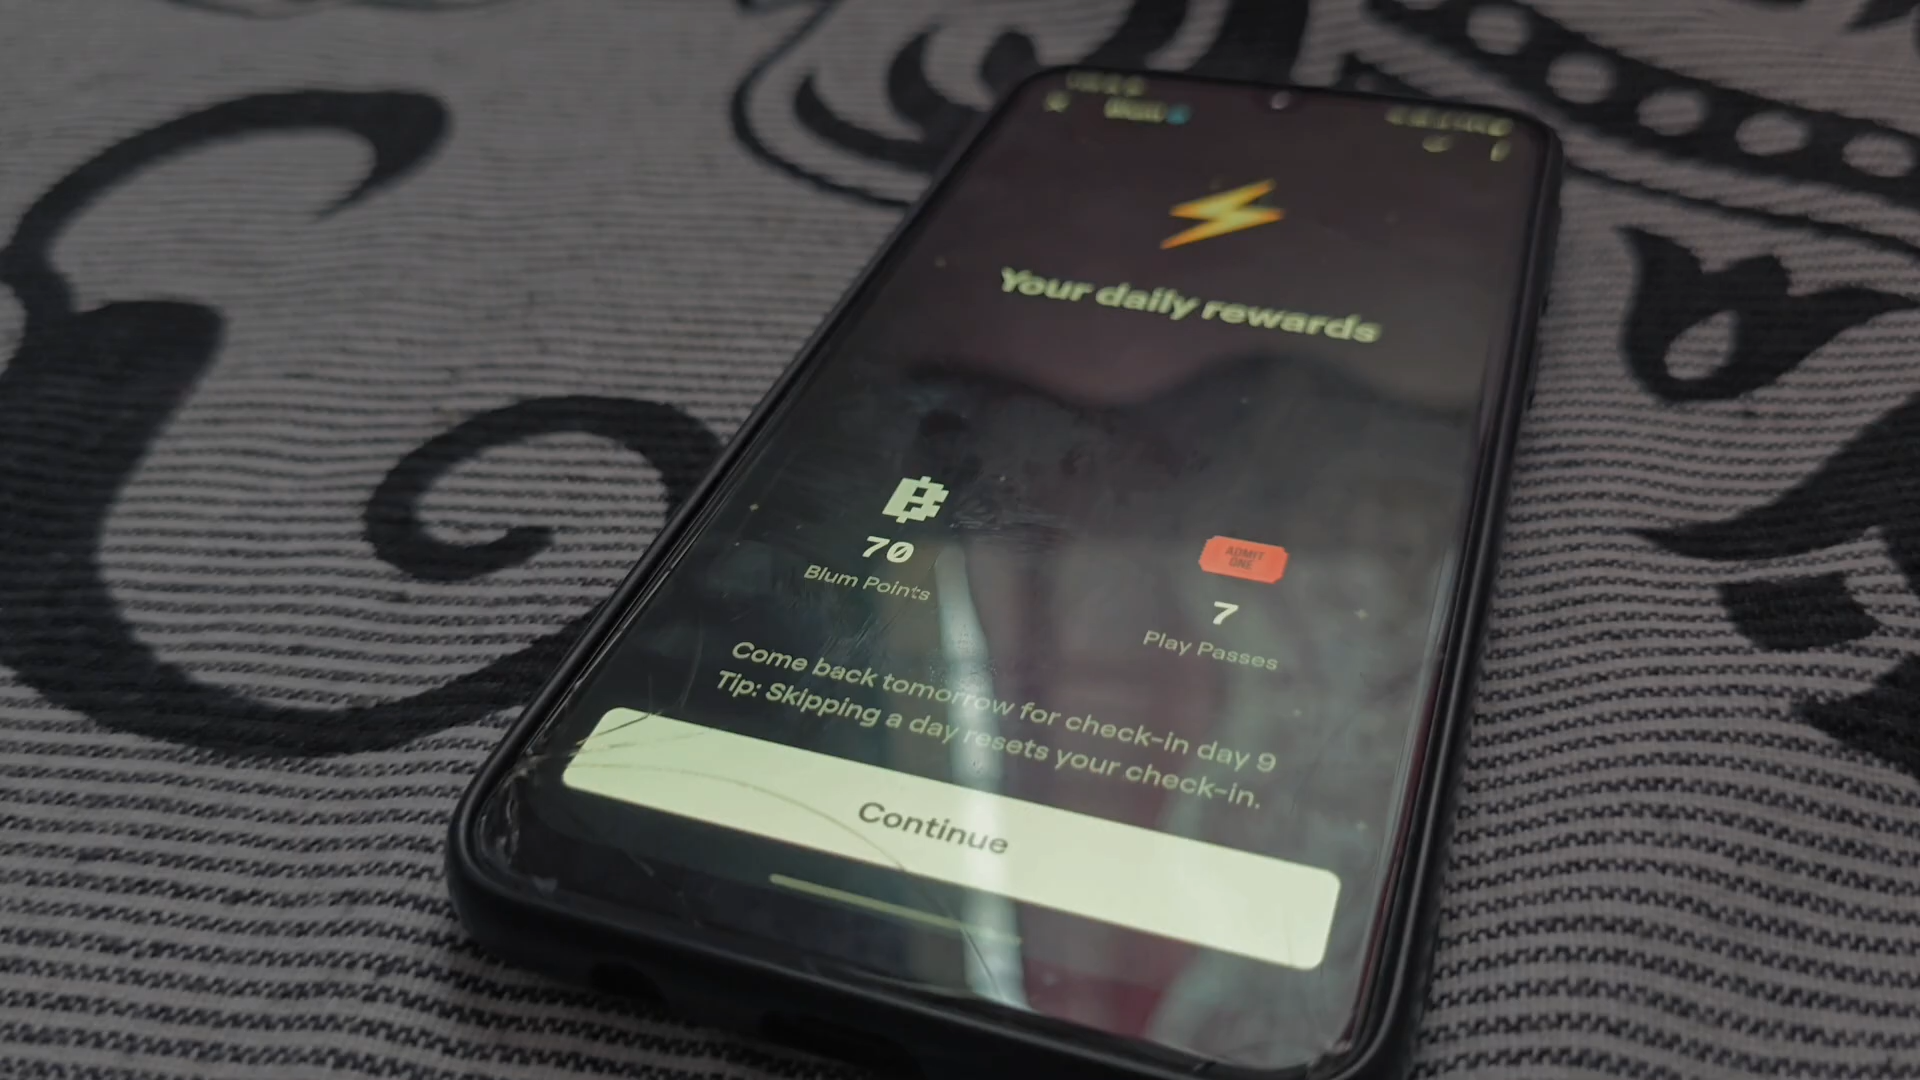 Your daily rewards
70
Blum Points
ADMIT
ONE
7
Play Passes
Come back tomorrow for check-in day 9
Tip: Skipping a day resets your check-in.
Continue